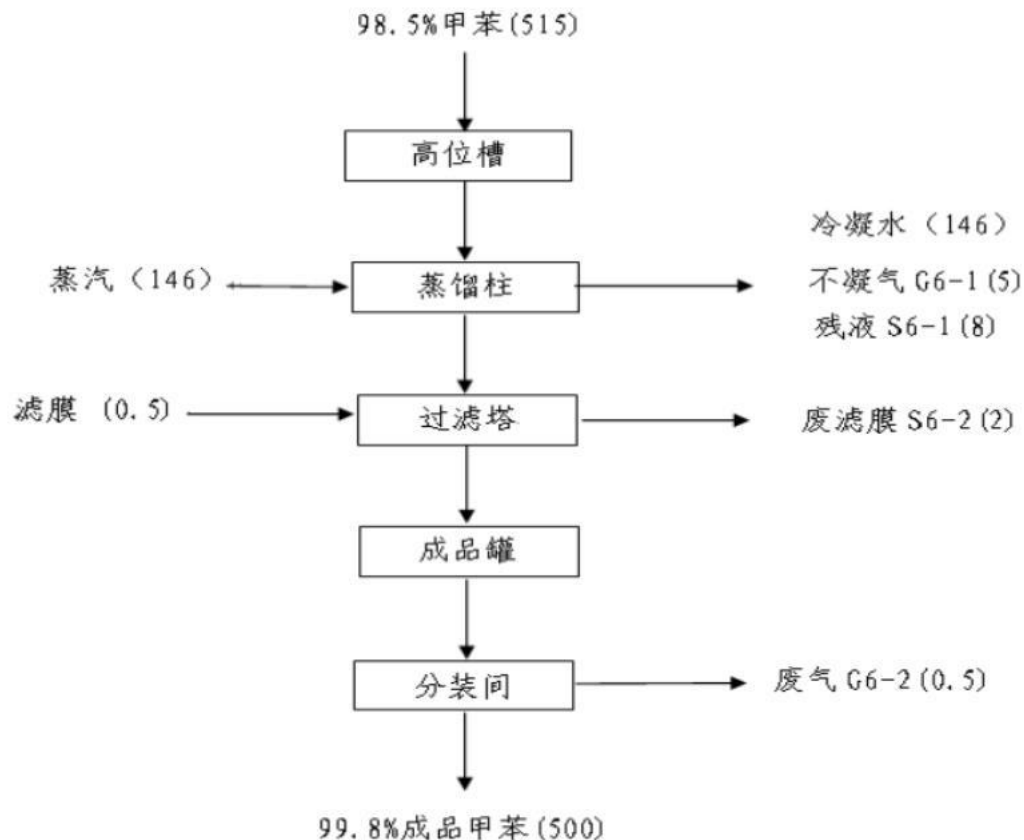 98.5%甲苯(515)
高位槽
冷凝水（146）
蒸汽（146）
蒸馏柱
不凝气 G6-1(5)
残液 S6-1(8)
滤膜 (0.5)
过滤塔
废滤膜 S6-2(2)
成品罐
分装间
废气 G6-2(0.5)
99.8%成品甲苯(500)